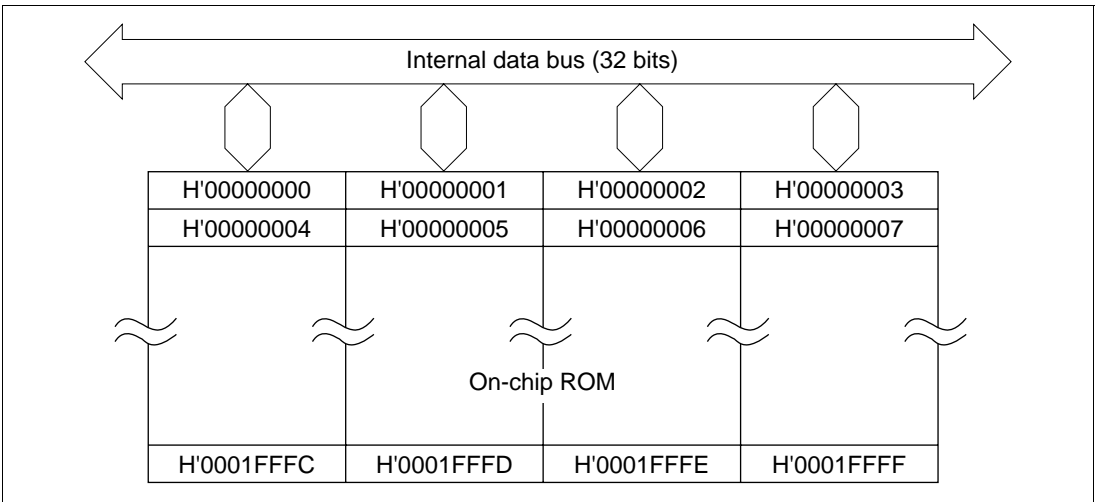 Internal data bus (32 bits)
H'00000000 H'00000001 H'00000002 H'00000003
H'00000004 H'00000005 H'00000006 H'00000007
On-chip ROM
H'0001FFFC H'0001FFFD H'0001FFFE H'0001FFFF